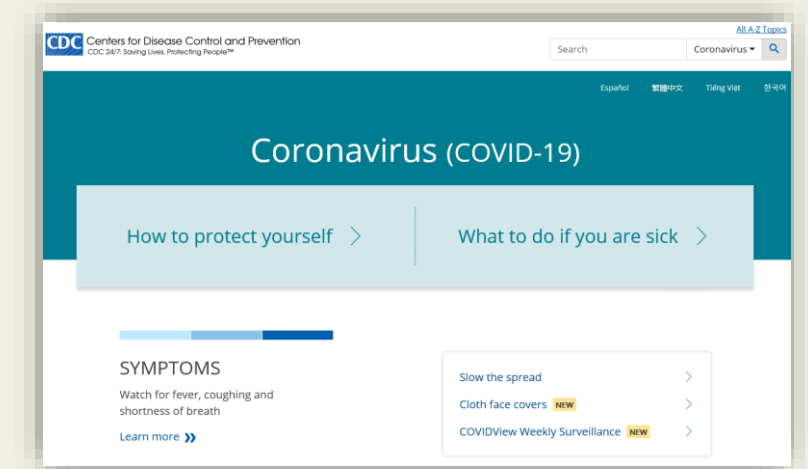 All A-Z Topics
CDC Centers for Disease Control and Prevention
CDC 24/7: Saving Lives, Protecting People™
Search
Coronavirus
Español 繁體中文 Tiếng Việt 한국어
Coronavirus (COVID-19)
How to protect yourself
What to do if you are sick
SYMPTOMS
Watch for fever, coughing and
shortness of breath
Learn more
Slow the spread
Cloth face covers NEW
COVIDView Weekly Surveillance NEW